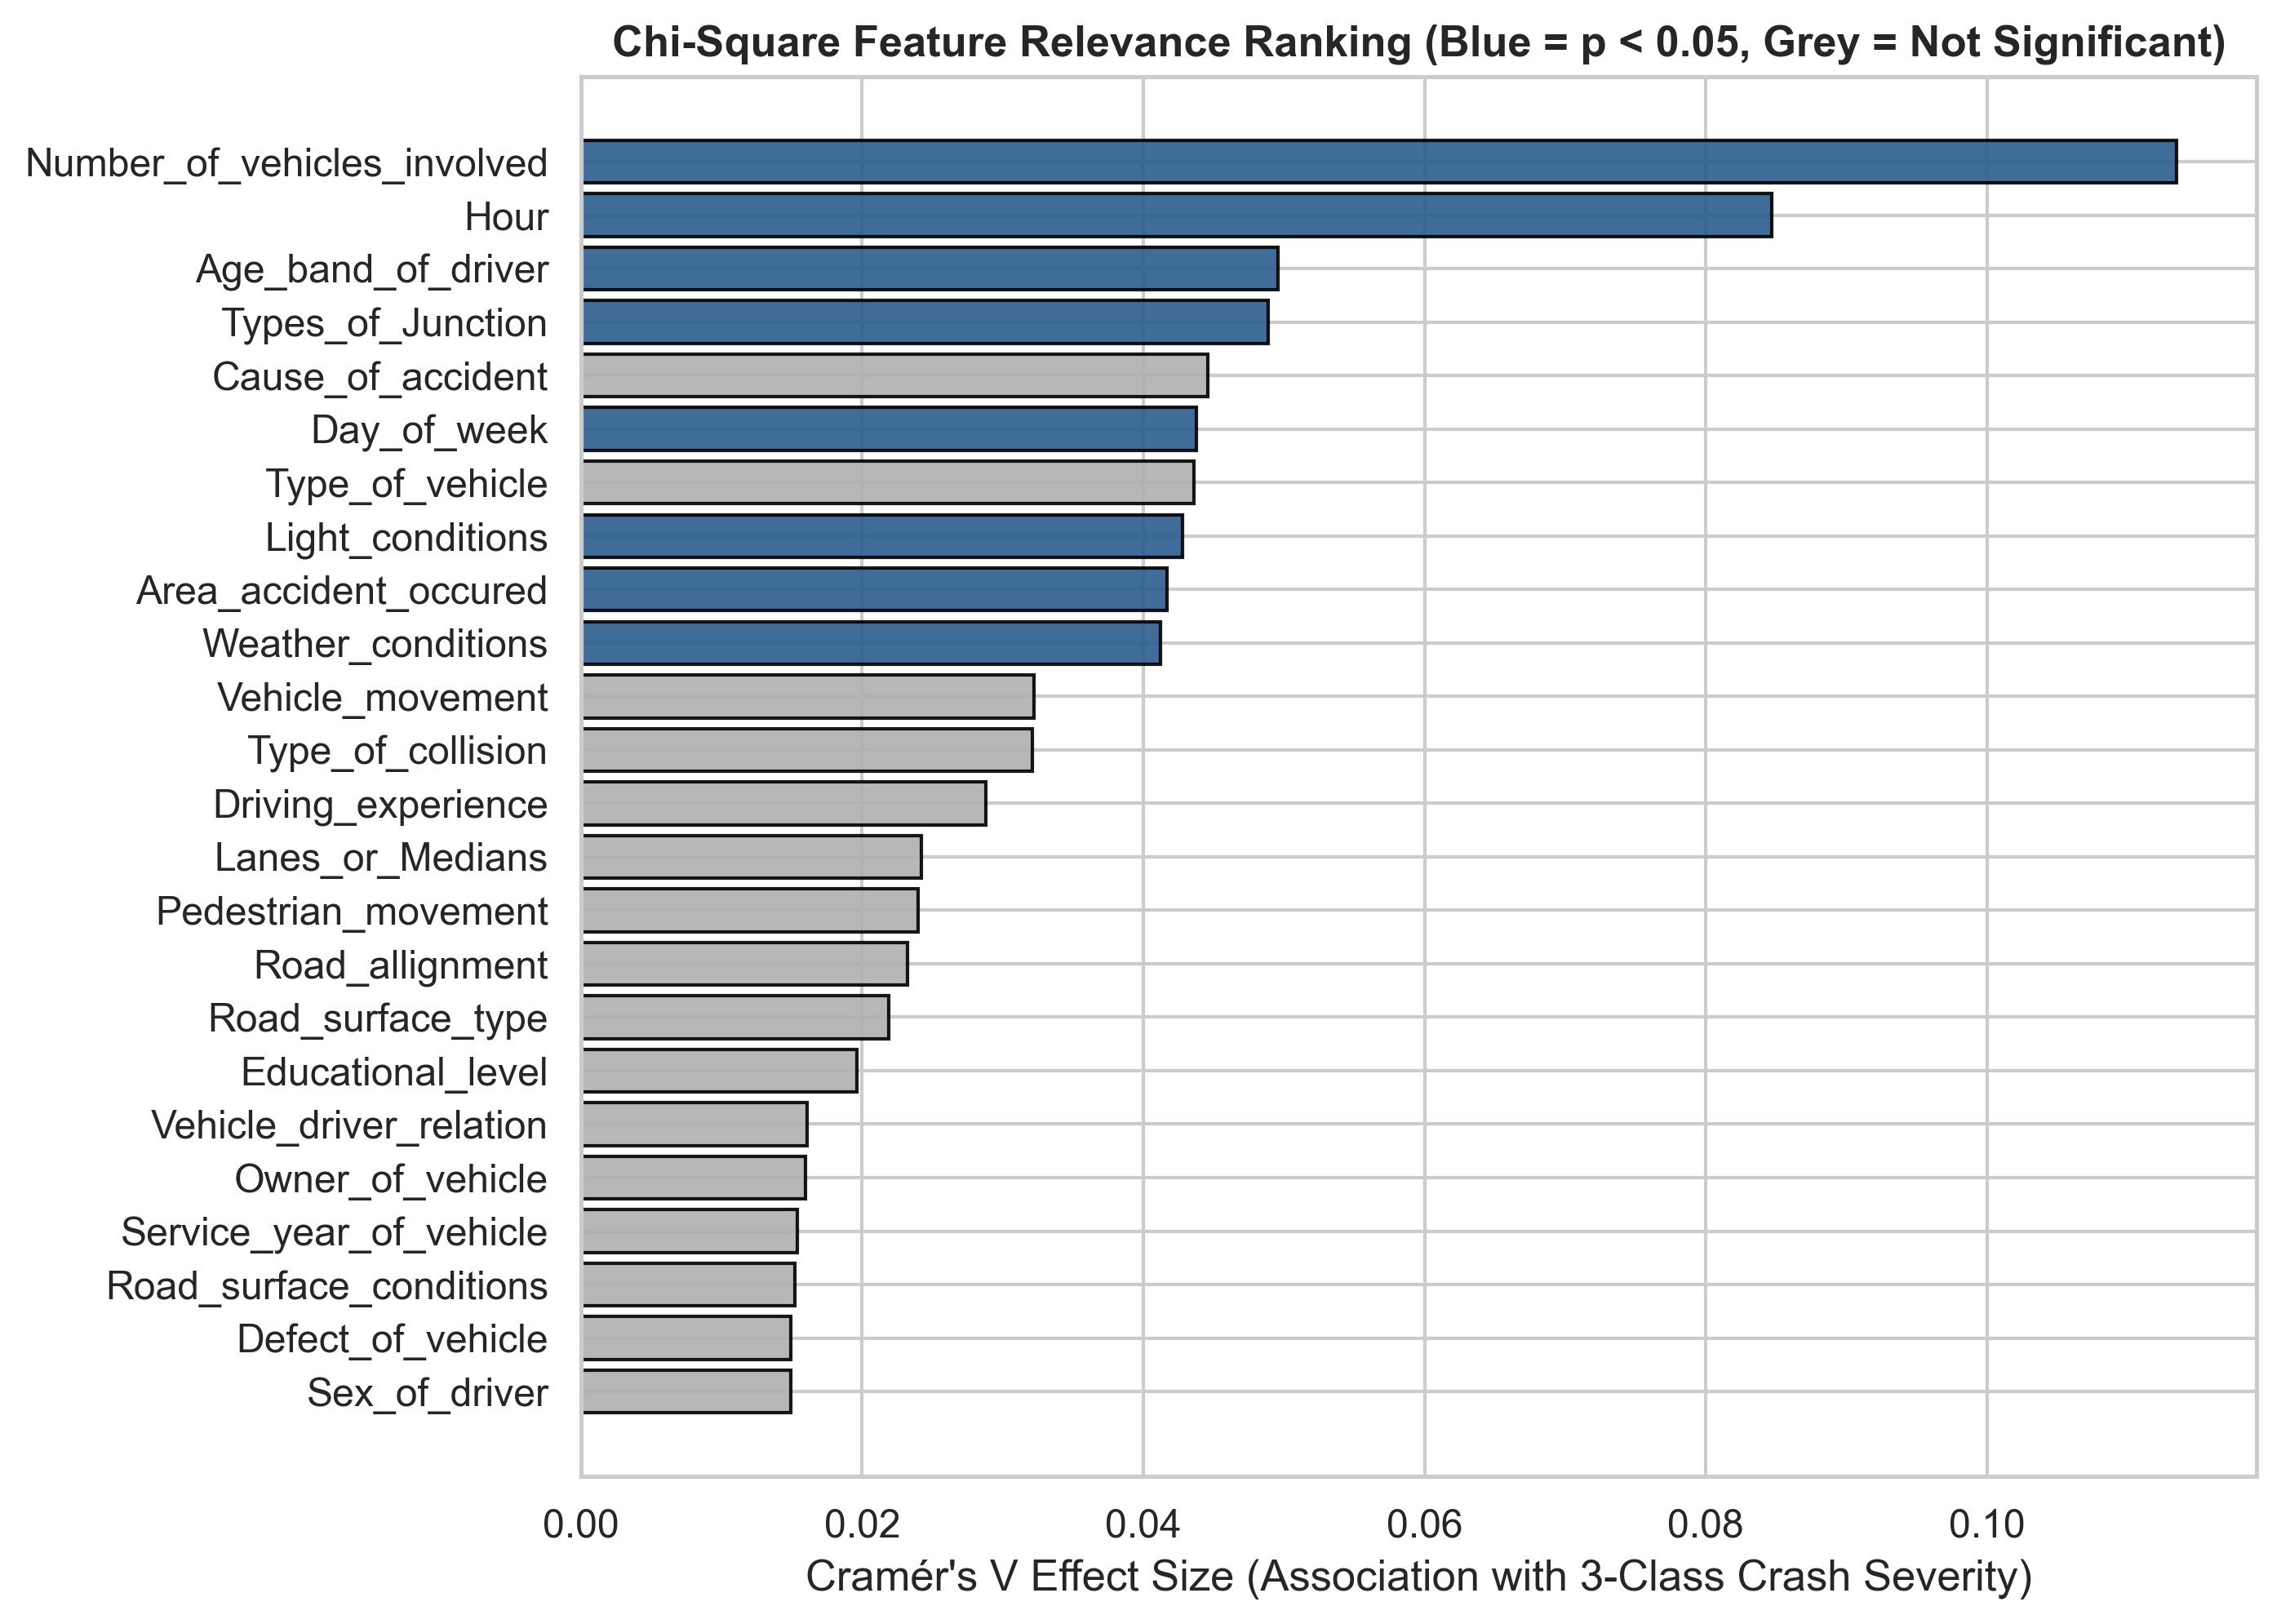 Chi-Square Feature Relevance Ranking (Blue = p < 0.05, Grey = Not Significant)
Number_of_vehicles_involved
Hour
Age_band_of_driver
Types_of_Junction
Cause_of_accident
Day_of_week
Type_of_vehicle
Light_conditions
Area_accident_occured
Weather_conditions
Vehicle_movement
Type_of_collision
Driving_experience
Lanes_or_Medians
Pedestrian_movement
Road_allignment
Road_surface_type
Educational_level
Vehicle_driver_relation
Owner_of_vehicle
Service_year_of_vehicle
Road_surface_conditions
Defect_of_vehicle
Sex_of_driver
0.00 0.02 0.04 0.06 0.08 0.10
Cramér's V Effect Size (Association with 3-Class Crash Severity)